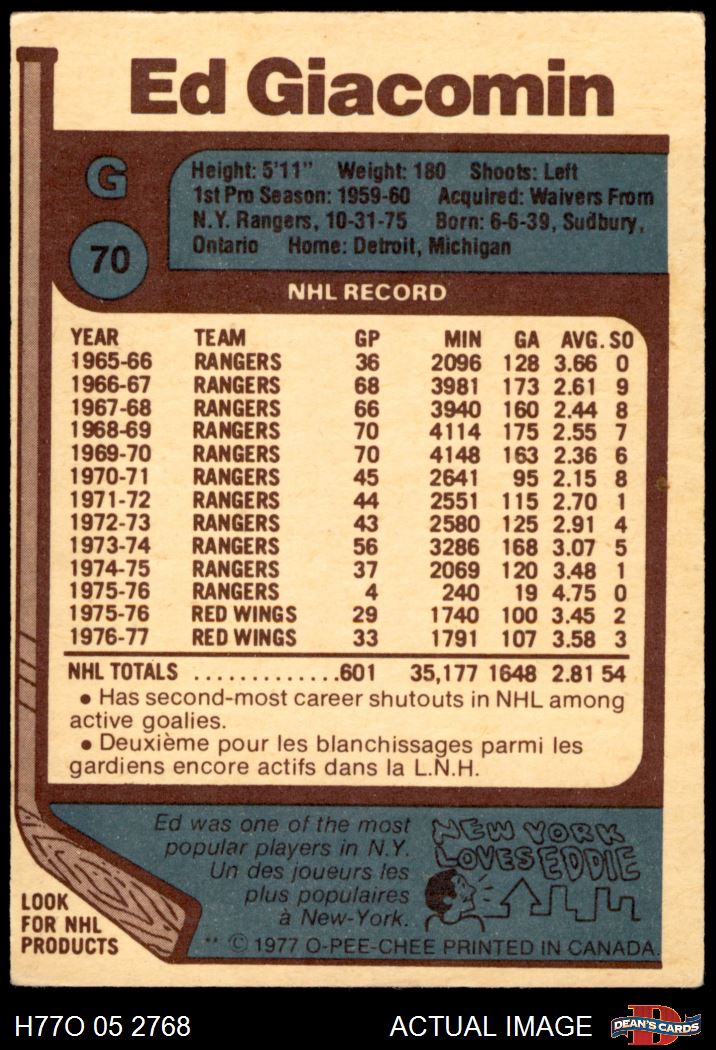 Ed Giacomin
G
70
Height: 5'11" Weight: 180 Shoots: Left
1st Pro Season: 1959-60 Acquired: Waivers From
N.Y. Rangers, 10-31-75 Born: 6-6-39, Sudbury,
Ontario Home: Detroit, Michigan
NHL RECORD
YEAR TEAM GP MIN GA AVG. SO
1965-66 RANGERS 36 2096 128 3.66 0
1966-67 RANGERS 68 3981 173 2.61 9
1967-68 RANGERS 66 3940 160 2.44 8
1968-69 RANGERS 70 4114 175 2.55 7
1969-70 RANGERS 70 4148 163 2.36 6
1970-71 RANGERS 45 2641 95 2.15 8
1971-72 RANGERS 44 2551 115 2.70 1
1972-73 RANGERS 43 2580 125 2.91 4
1973-74 RANGERS 56 3286 168 3.07 5
1974-75 RANGERS 37 2069 120 3.48 1
1975-76 RANGERS 4 240 19 4.75 0
1975-76 RED WINGS 29 1740 100 3.45 2
1976-77 RED WINGS 33 1791 107 3.58 3
NHL TOTALS .............601 35,177 1648 2.81 54
• Has second-most career shutouts in NHL among
active goalies.
• Deuxième pour les blanchissages parmi les
gardiens encore actifs dans la L.N.H.
Ed was one of the most
popular players in N.Y.
Un des joueurs les
plus populaires
à New-York.
NEW YORK
LOVES EDDIE
LOOK
FOR NHL
PRODUCTS
** © 1977 O-PEE-CHEE PRINTED IN CANADA.
H77O 05 2768
ACTUAL IMAGE
D
DEAN'S CARDS